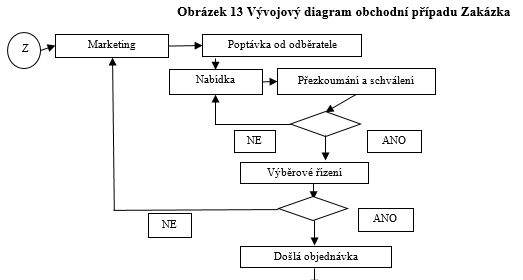 Obrázek 13 Vývojový diagram obchodní případu Zakázka
Z
Marketing
Poptávka od odběratele
Nabídka
Přezkoumání a schválení
NE
ANO
Výběrové řízení
NE
ANO
Došlá objednávka